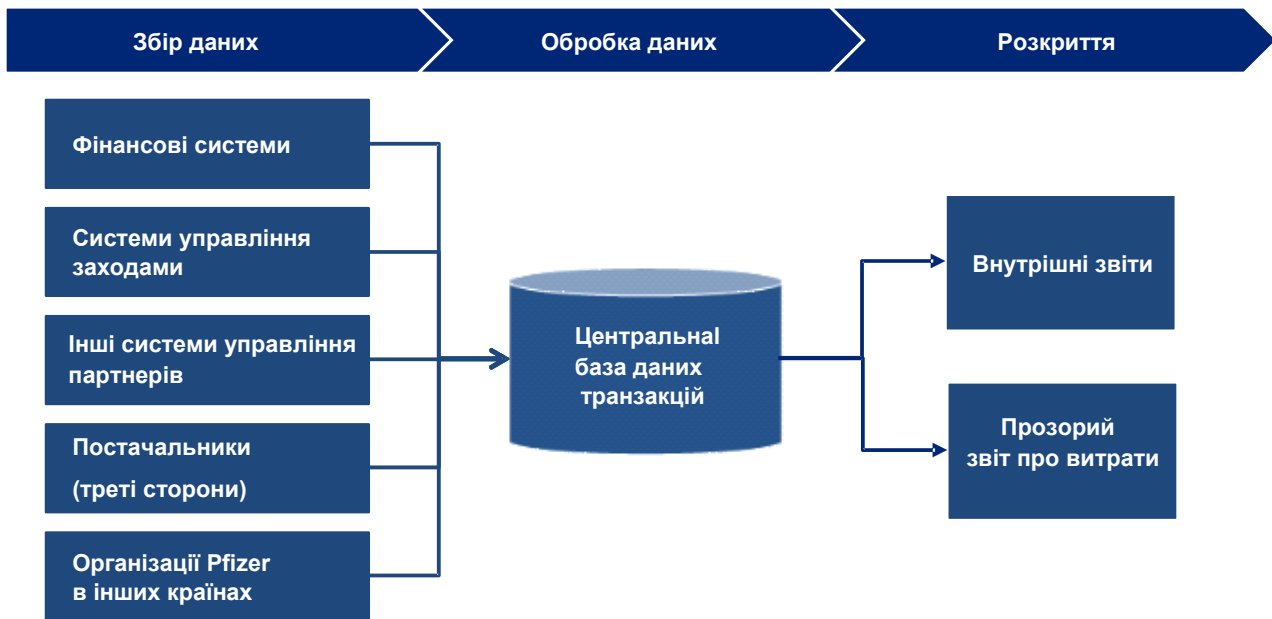 Збір даних
Обробка даних
Розкриття
Фінансові системи
Системи управління
заходами
Інші системи управління
партнерів
Постачальники
(треті сторони)
Організації Pfizer
в інших країнах
Центральнаl
база даних
транзакцій
Внутрішні звіти
Прозорий
звіт про витрати